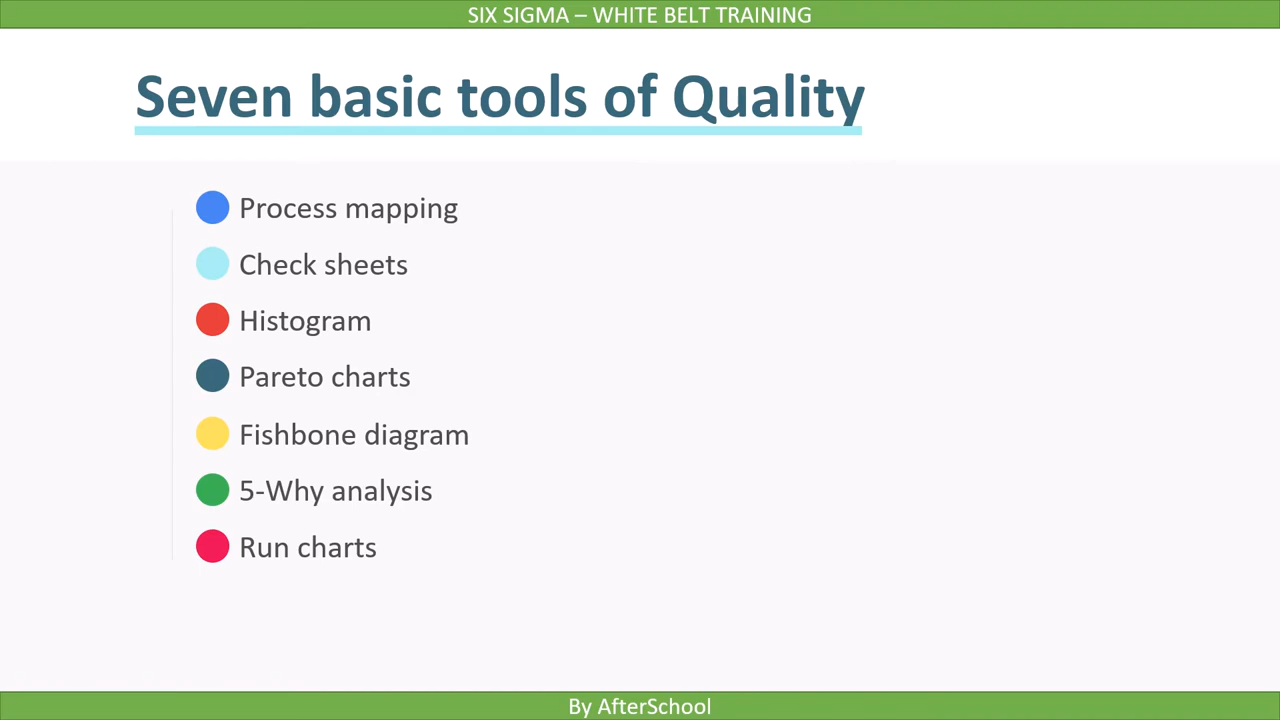 SIX SIGMA – WHITE BELT TRAINING
Seven basic tools of Quality
Process mapping
Check sheets
Histogram
Pareto charts
Fishbone diagram
5-Why analysis
Run charts
By AfterSchool